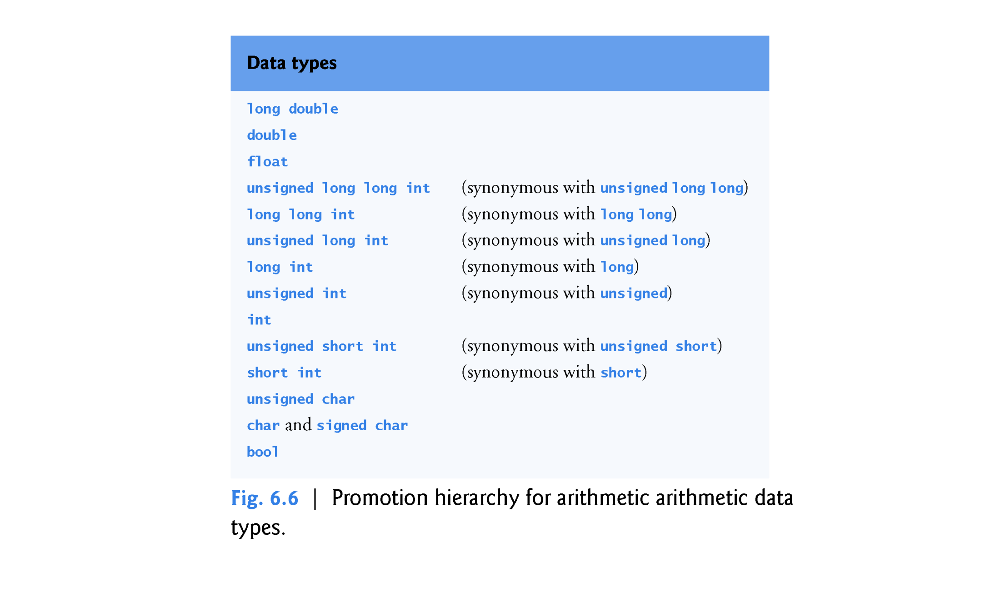 Data types
long double
double
float
unsigned long long int (synonymous with unsigned long long)
long long int (synonymous with long long)
unsigned long int (synonymous with unsigned long)
long int (synonymous with long)
unsigned int (synonymous with unsigned)
int
unsigned short int (synonymous with unsigned short)
short int (synonymous with short)
unsigned char
char and signed char
bool
Fig. 6.6 | Promotion hierarchy for arithmetic arithmetic data
types.